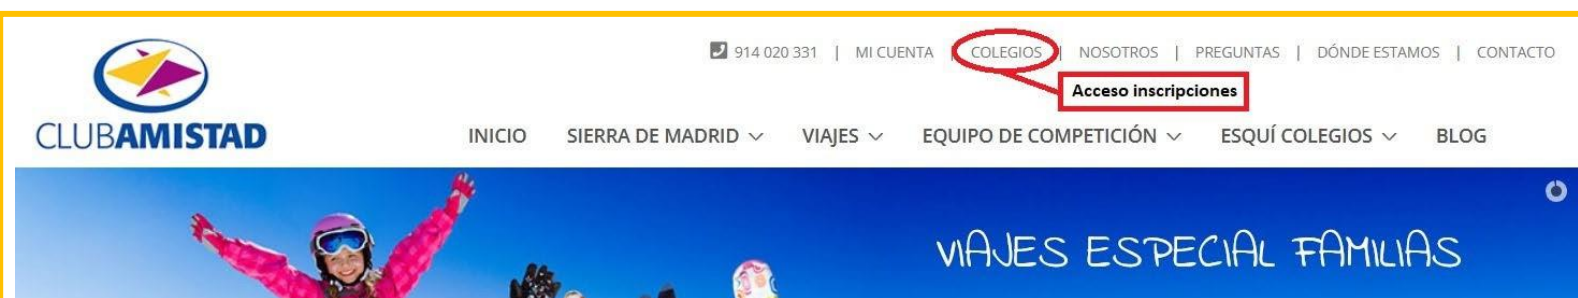 914 020 331 | MI CUENTA | COLEGIOS | NOSOTROS | PREGUNTAS | DÓNDE ESTAMOS | CONTACTO
Acceso inscripciones
CLUBAMISTAD
INICIO SIERRA DE MADRID VIAJES EQUIPO DE COMPETICIÓN ESQUÍ COLEGIOS BLOG
VIAJES ESPECIAL FAMILIAS